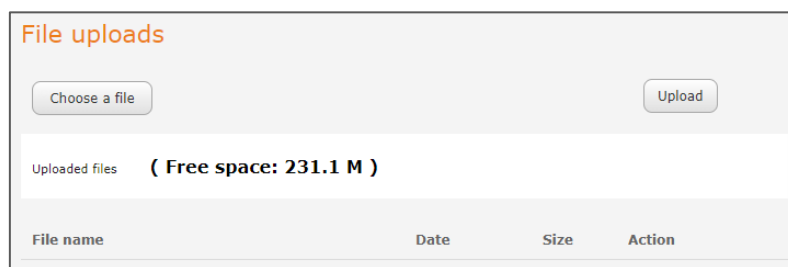 File uploads
Choose a file Upload
Uploaded files ( Free space: 231.1 M )
File name Date Size Action